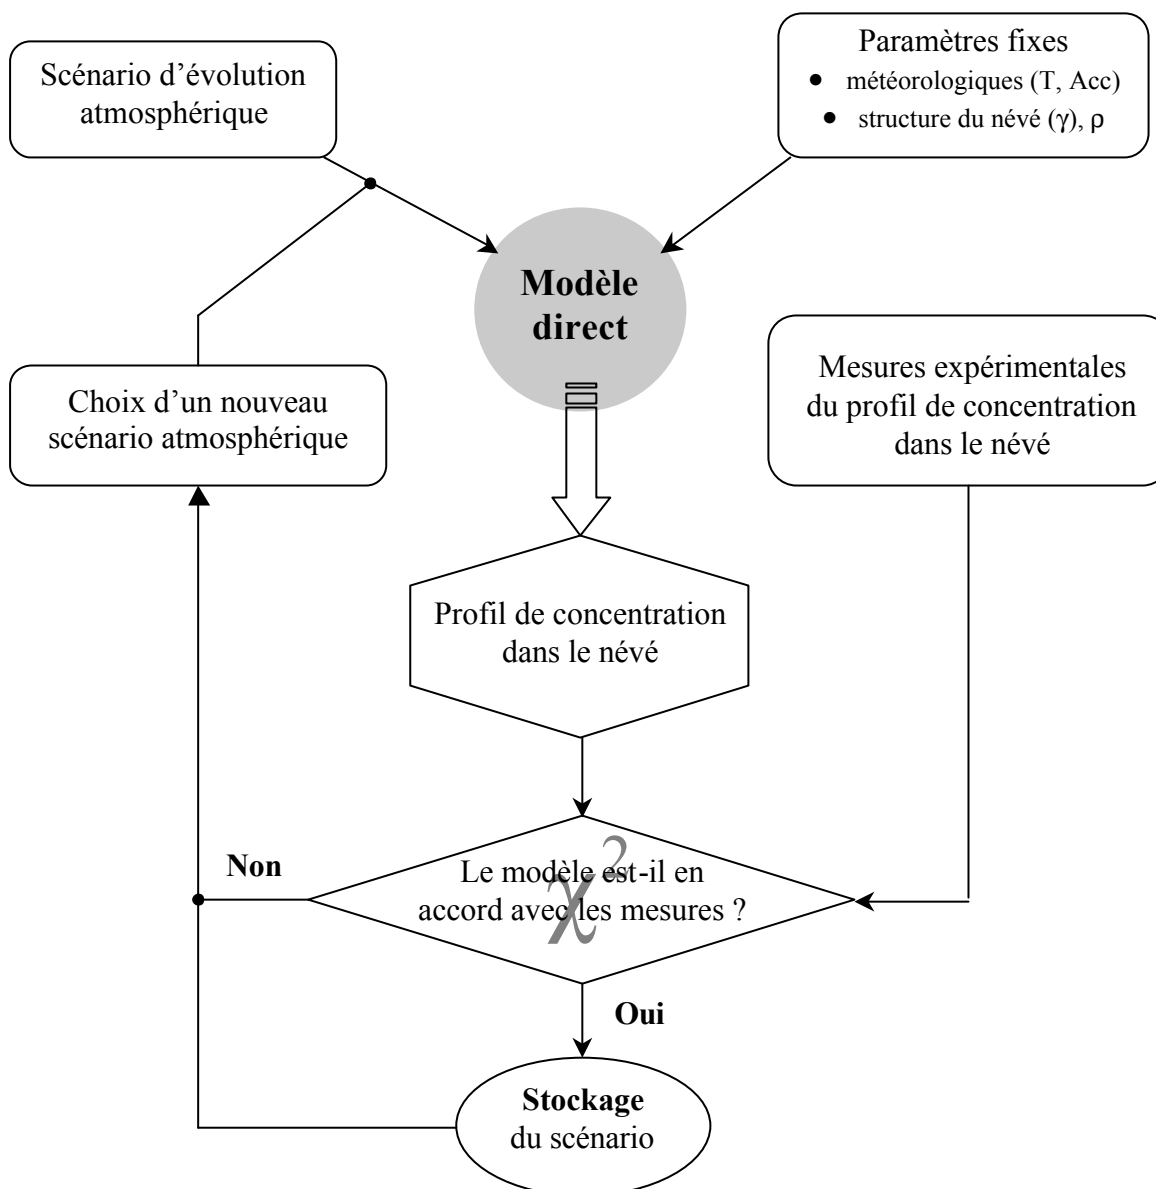 Scénario d’évolution
atmosphérique
Paramètres fixes
• météorologiques (T, Acc)
• structure du névé (γ), ρ
Modèle
direct
Choix d’un nouveau
scénario atmosphérique
Mesures expérimentales
du profil de concentration
dans le névé
Profil de concentration
dans le névé
Non
χ²
Le modèle est-il en
accord avec les mesures ?
Oui
Stockage
du scénario